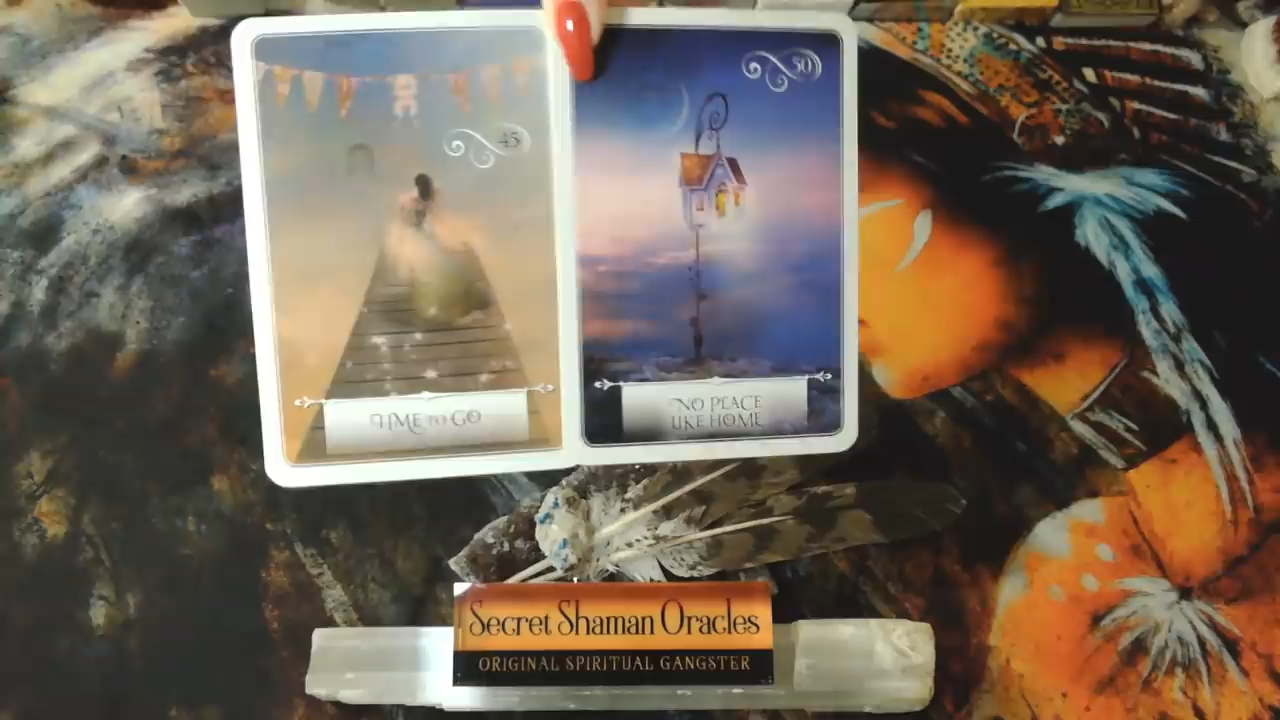 45
TIME TO GO
50
NO PLACE
LIKE HOME
Secret Shaman Oracles
ORIGINAL SPIRITUAL GANGSTER